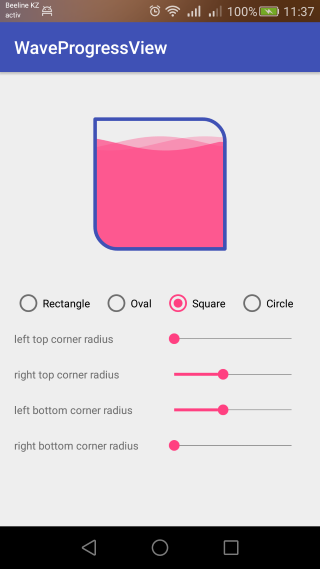 Beeline KZ
activ
100% 11:37
WaveProgressView
Rectangle Oval Square Circle
left top corner radius
right top corner radius
left bottom corner radius
right bottom corner radius